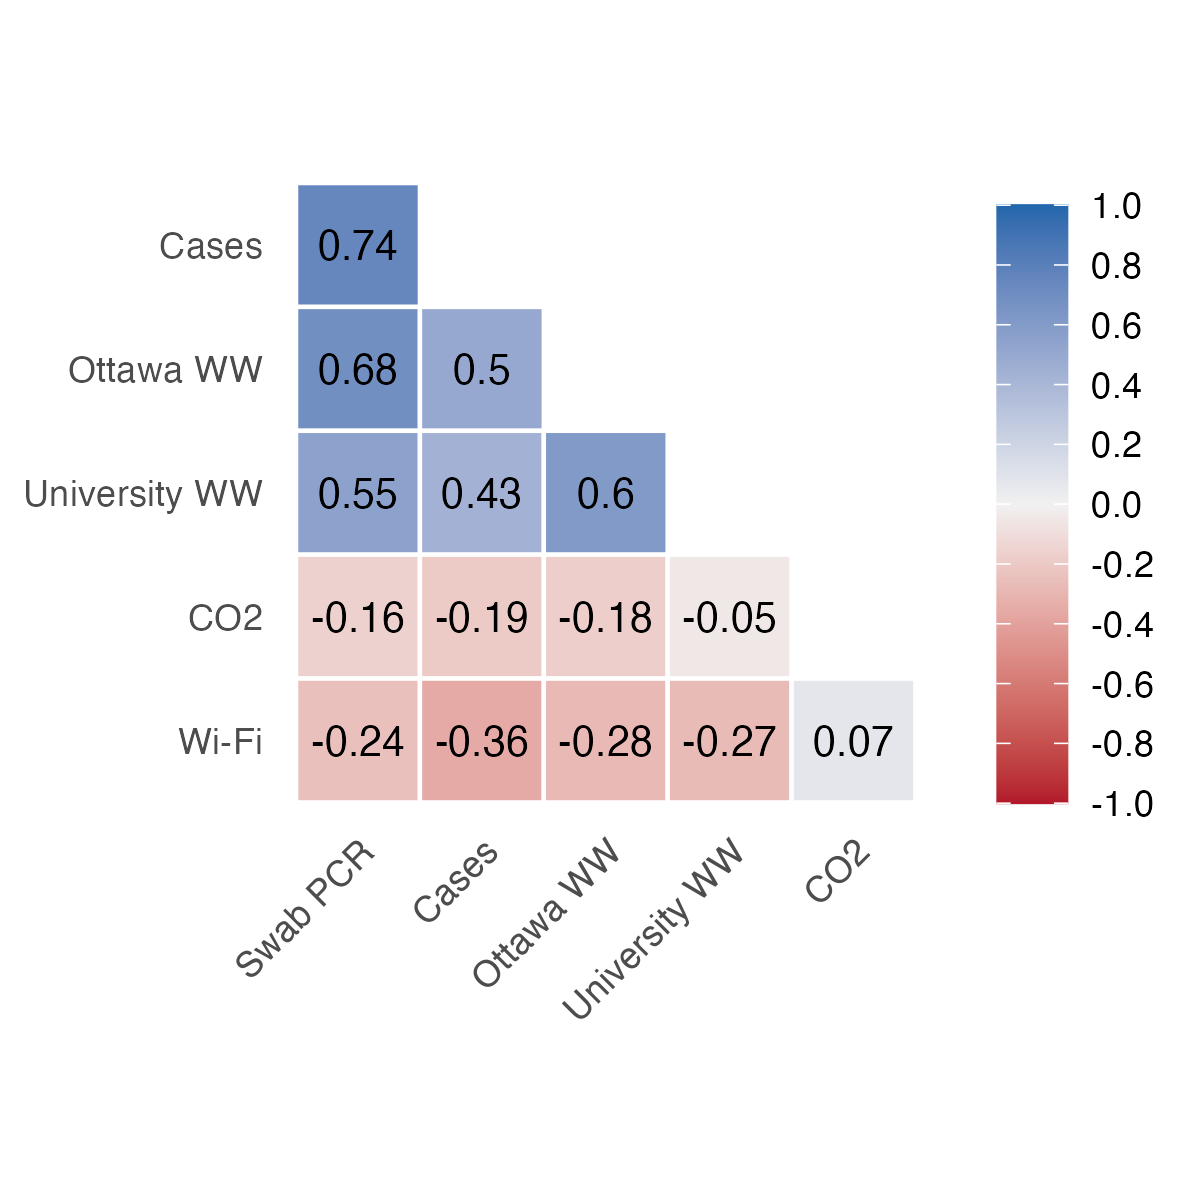 Cases 0.74
Ottawa WW 0.68 0.5
University WW 0.55 0.43 0.6
CO2 -0.16 -0.19 -0.18 -0.05
Wi-Fi -0.24 -0.36 -0.28 -0.27 0.07
Swab PCR
Cases
Ottawa WW
University WW
CO2
1.0
0.8
0.6
0.4
0.2
0.0
-0.2
-0.4
-0.6
-0.8
-1.0